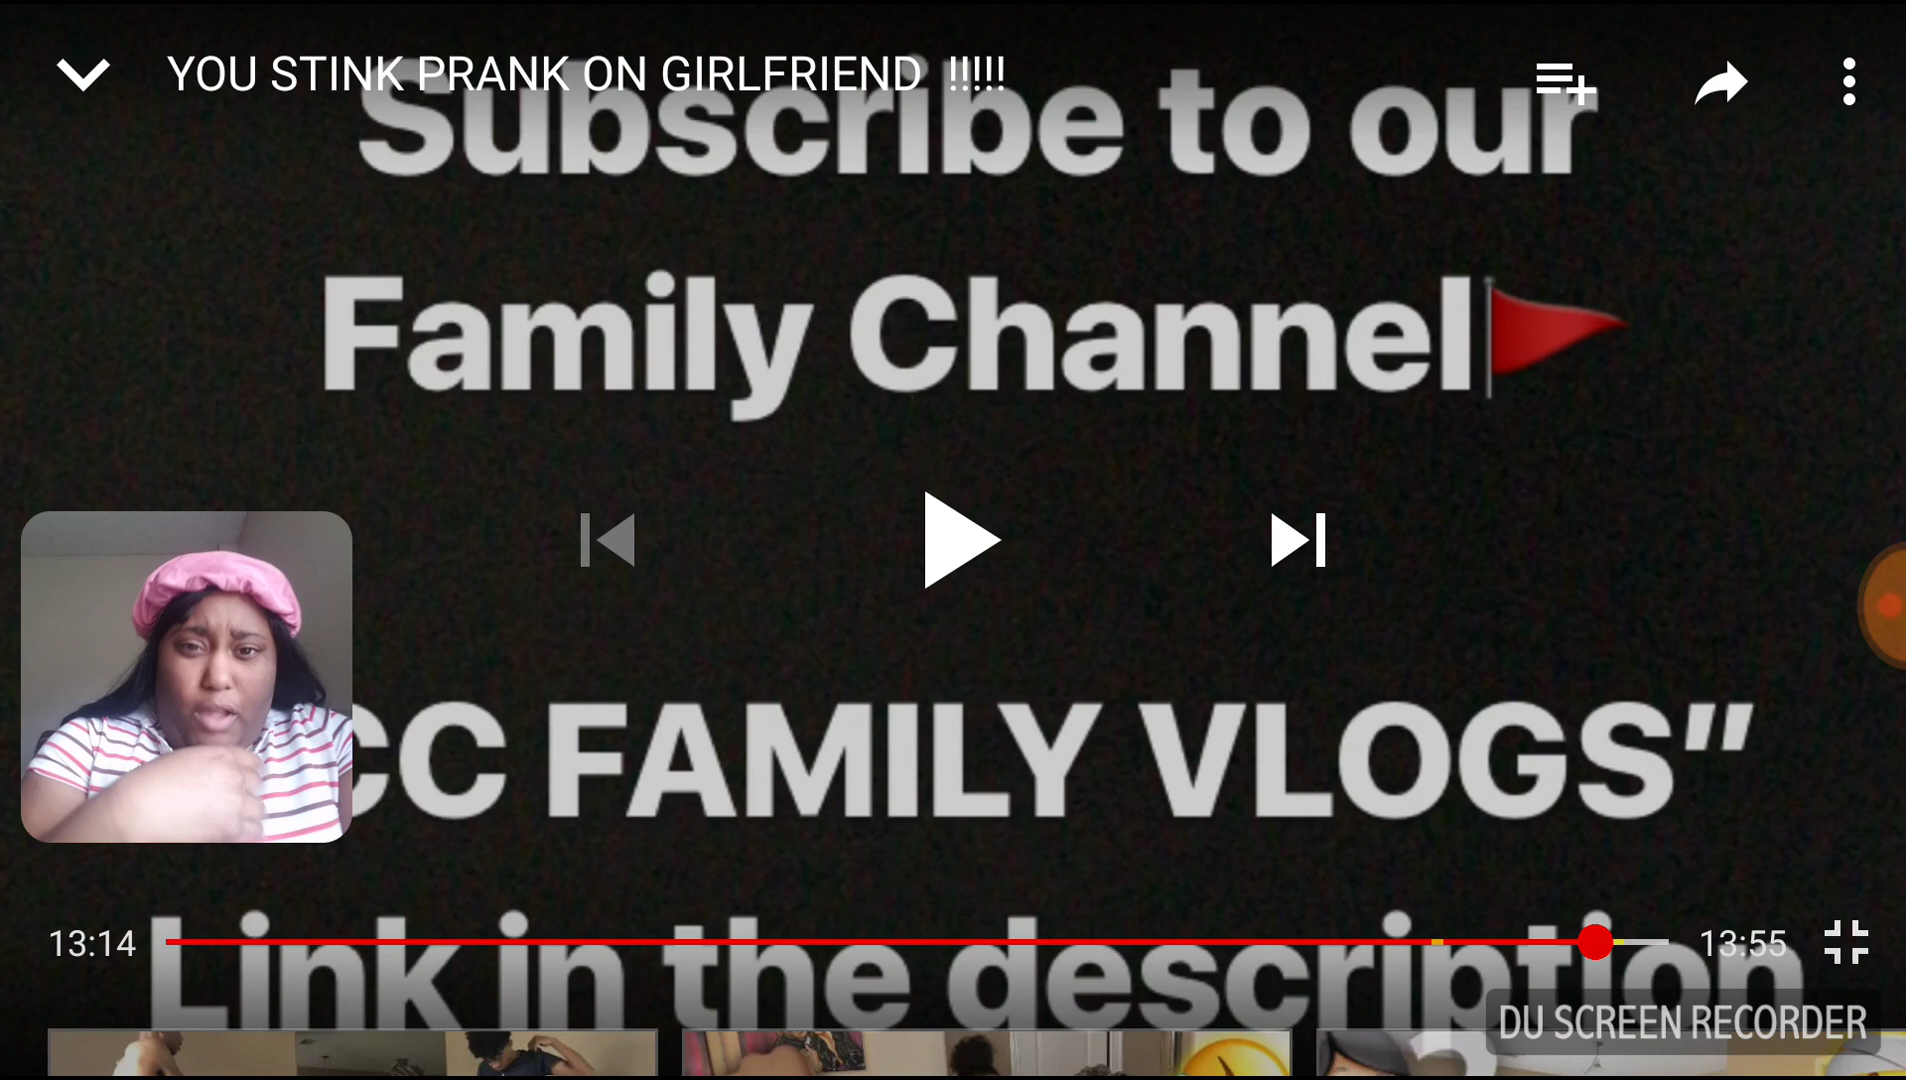 YOU STINK PRANK ON GIRLFRIEND !!!!!
Subscribe to our
Family Channel🚩
CC FAMILY VLOGS"
13:14
13:55
Link in the description
DU SCREEN RECORDER